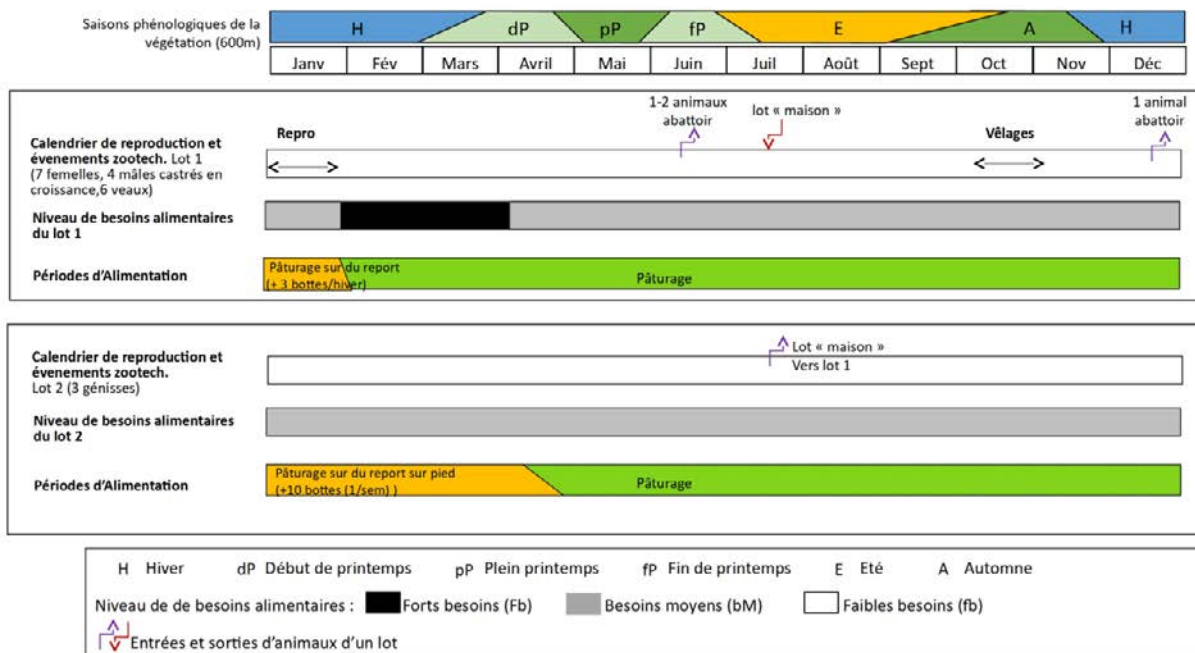 Saisons phénologiques de la
végétation (600m)
H dP pP fP E A H
Janv Fév Mars Avril Mai Juin Juil Août Sept Oct Nov Déc
1-2 animaux
abattoir
lot « maison »
1 animal
abattoir
Repro
Vêlages
Calendrier de reproduction et
évenements zootech. Lot 1
(7 femelles, 4 mâles castrés en
croissance,6 veaux)
Niveau de besoins alimentaires
du lot 1
Périodes d'Alimentation
Pâturage sur du report
(+ 3 bottes/hiver)
Pâturage
Calendrier de reproduction et
évenements zootech.
Lot 2 (3 génisses)
Lot « maison »
Vers lot 1
Niveau de besoins alimentaires
du lot 2
Périodes d'Alimentation
Pâturage sur du report sur pied
(+10 bottes (1/sem) )
Pâturage
H Hiver dP Début de printemps pP Plein printemps fP Fin de printemps E Eté A Automne
Niveau de de besoins alimentaires : Forts besoins (Fb) Besoins moyens (bM) Faibles besoins (fb)
Entrées et sorties d'animaux d'un lot